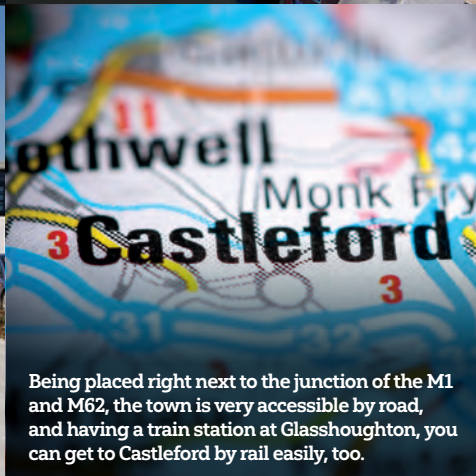 11
othwell
Monk Fry
3 Castleford
3
31
32
Being placed right next to the junction of the M1
and M62, the town is very accessible by road,
and having a train station at Glasshoughton, you
can get to Castleford by rail easily, too.